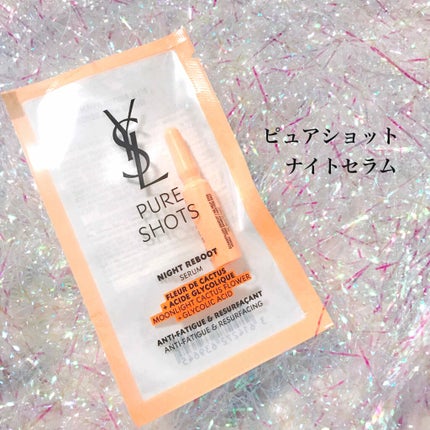 YSL
PURE
SHOTS
NIGHT REBOOT
SERUM
FLEUR DE CACTUS
+ ACIDE GLYCOLIQUE
MOONLIGHT CACTUS FLOWER
+ GLYCOLIC ACID
ANTI-FATIGUE & RESURFAÇANT
ANTI-FATIGUE & RESURFACING
ピュアショット
ナイトセラム